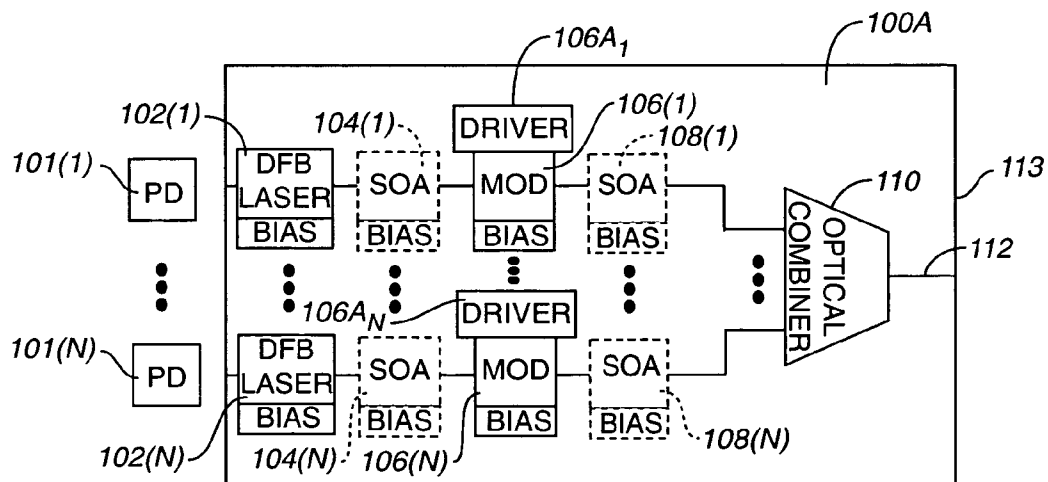 106A1
100A
102(1)
104(1)
106(1)
108(1)
101(1)
DRIVER
110
113
PD
DFB
LASER
BIAS
SOA
BIAS
MOD
BIAS
SOA
BIAS
OPTICAL
COMBINER
112
106AN
DRIVER
101(N)
PD
DFB
LASER
BIAS
SOA
BIAS
MOD
BIAS
SOA
BIAS
102(N)
104(N)
106(N)
108(N)